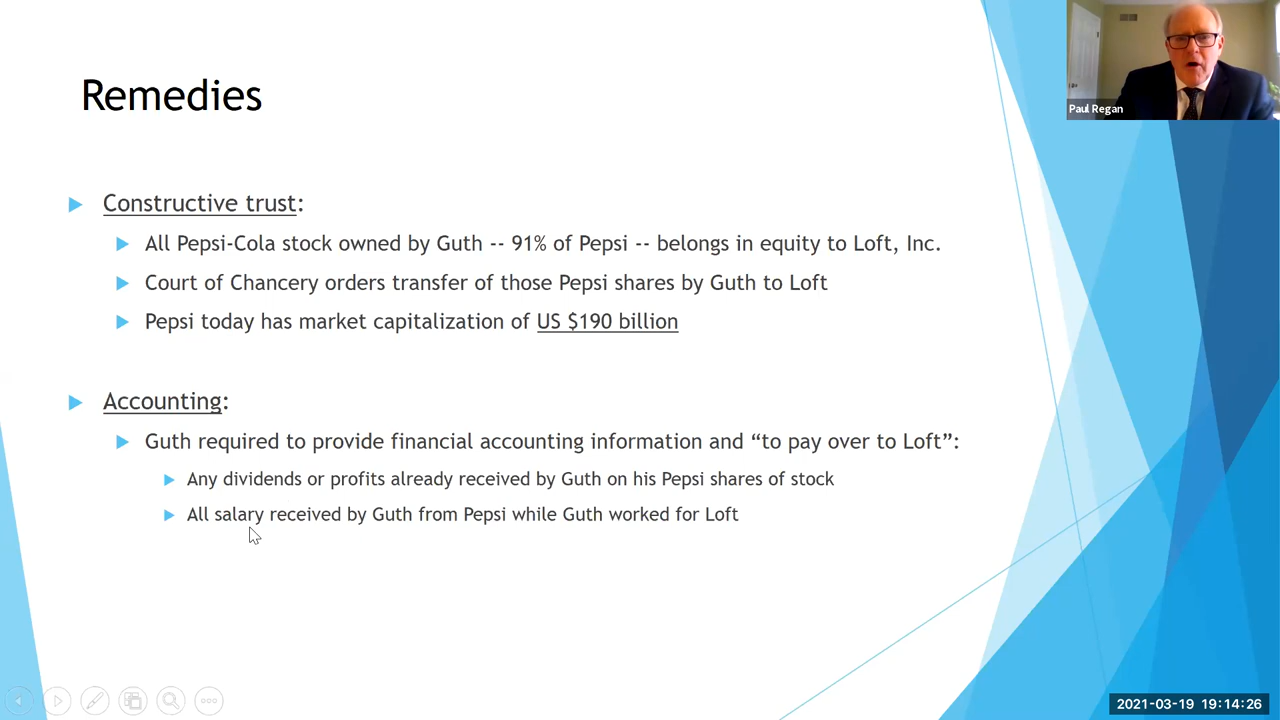 Remedies
Constructive trust:
All Pepsi-Cola stock owned by Guth -- 91% of Pepsi -- belongs in equity to Loft, Inc.
Court of Chancery orders transfer of those Pepsi shares by Guth to Loft
Pepsi today has market capitalization of US $190 billion
Accounting:
Guth required to provide financial accounting information and “to pay over to Loft”:
Any dividends or profits already received by Guth on his Pepsi shares of stock
All salary received by Guth from Pepsi while Guth worked for Loft
Paul Regan
2021-03-19 19:14:26